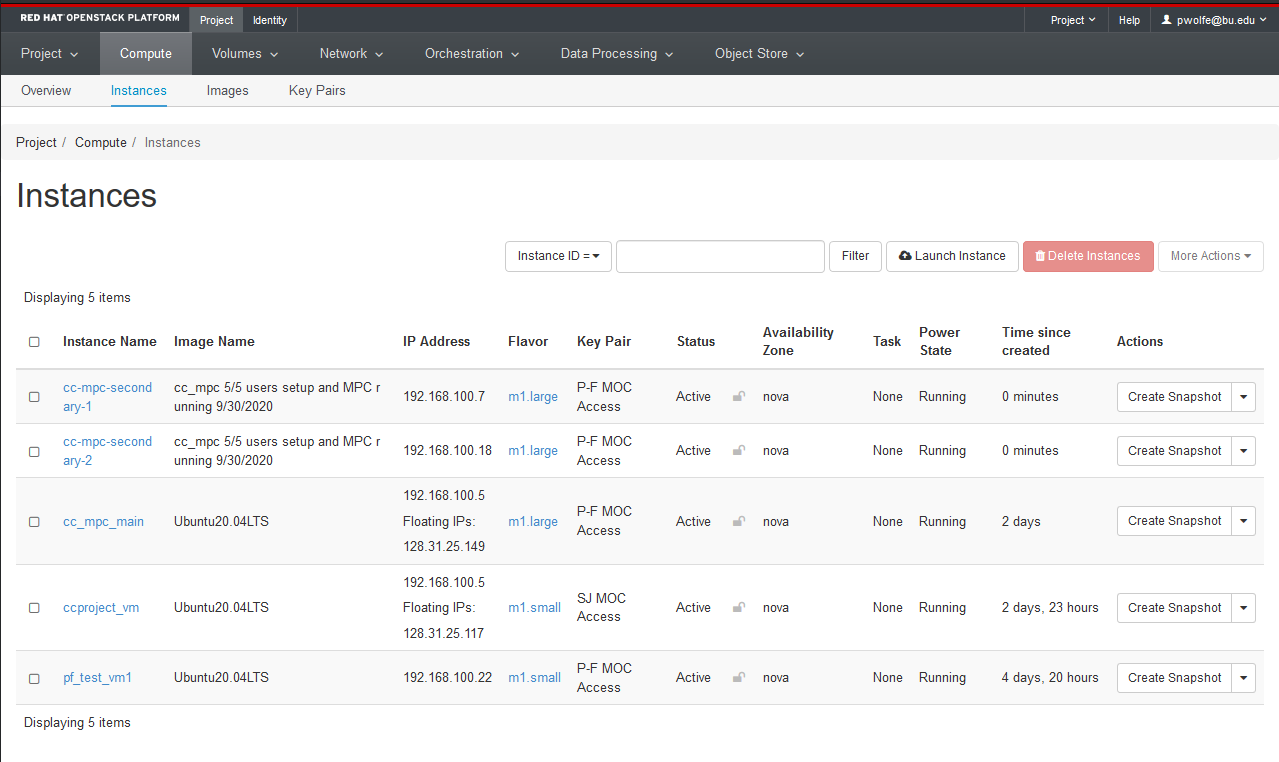 RED HAT OPENSTACK PLATFORM Project Identity Project Help pwolfe@bu.edu
Project Compute Volumes Network Orchestration Data Processing Object Store
Overview Instances Images Key Pairs
Project / Compute / Instances
Instances
Instance ID = Filter Launch Instance Delete Instances More Actions
Displaying 5 items
Instance Name Image Name IP Address Flavor Key Pair Status Availability Zone Task Power State Time since created Actions
cc-mpc-second
ary-1
cc_mpc 5/5 users setup and MPC r
unning 9/30/2020
192.168.100.7 m1.large
P-F MOC
Access
Active nova None Running 0 minutes Create Snapshot
cc-mpc-second
ary-2
cc_mpc 5/5 users setup and MPC r
unning 9/30/2020
192.168.100.18 m1.large
P-F MOC
Access
Active nova None Running 0 minutes Create Snapshot
cc_mpc_main Ubuntu20.04LTS
192.168.100.5
Floating IPs:
128.31.25.149
m1.large
P-F MOC
Access
Active nova None Running 2 days Create Snapshot
ccproject_vm Ubuntu20.04LTS
192.168.100.5
Floating IPs:
128.31.25.117
m1.small
SJ MOC
Access
Active nova None Running 2 days, 23 hours Create Snapshot
pf_test_vm1 Ubuntu20.04LTS 192.168.100.22 m1.small
P-F MOC
Access
Active nova None Running 4 days, 20 hours Create Snapshot
Displaying 5 items